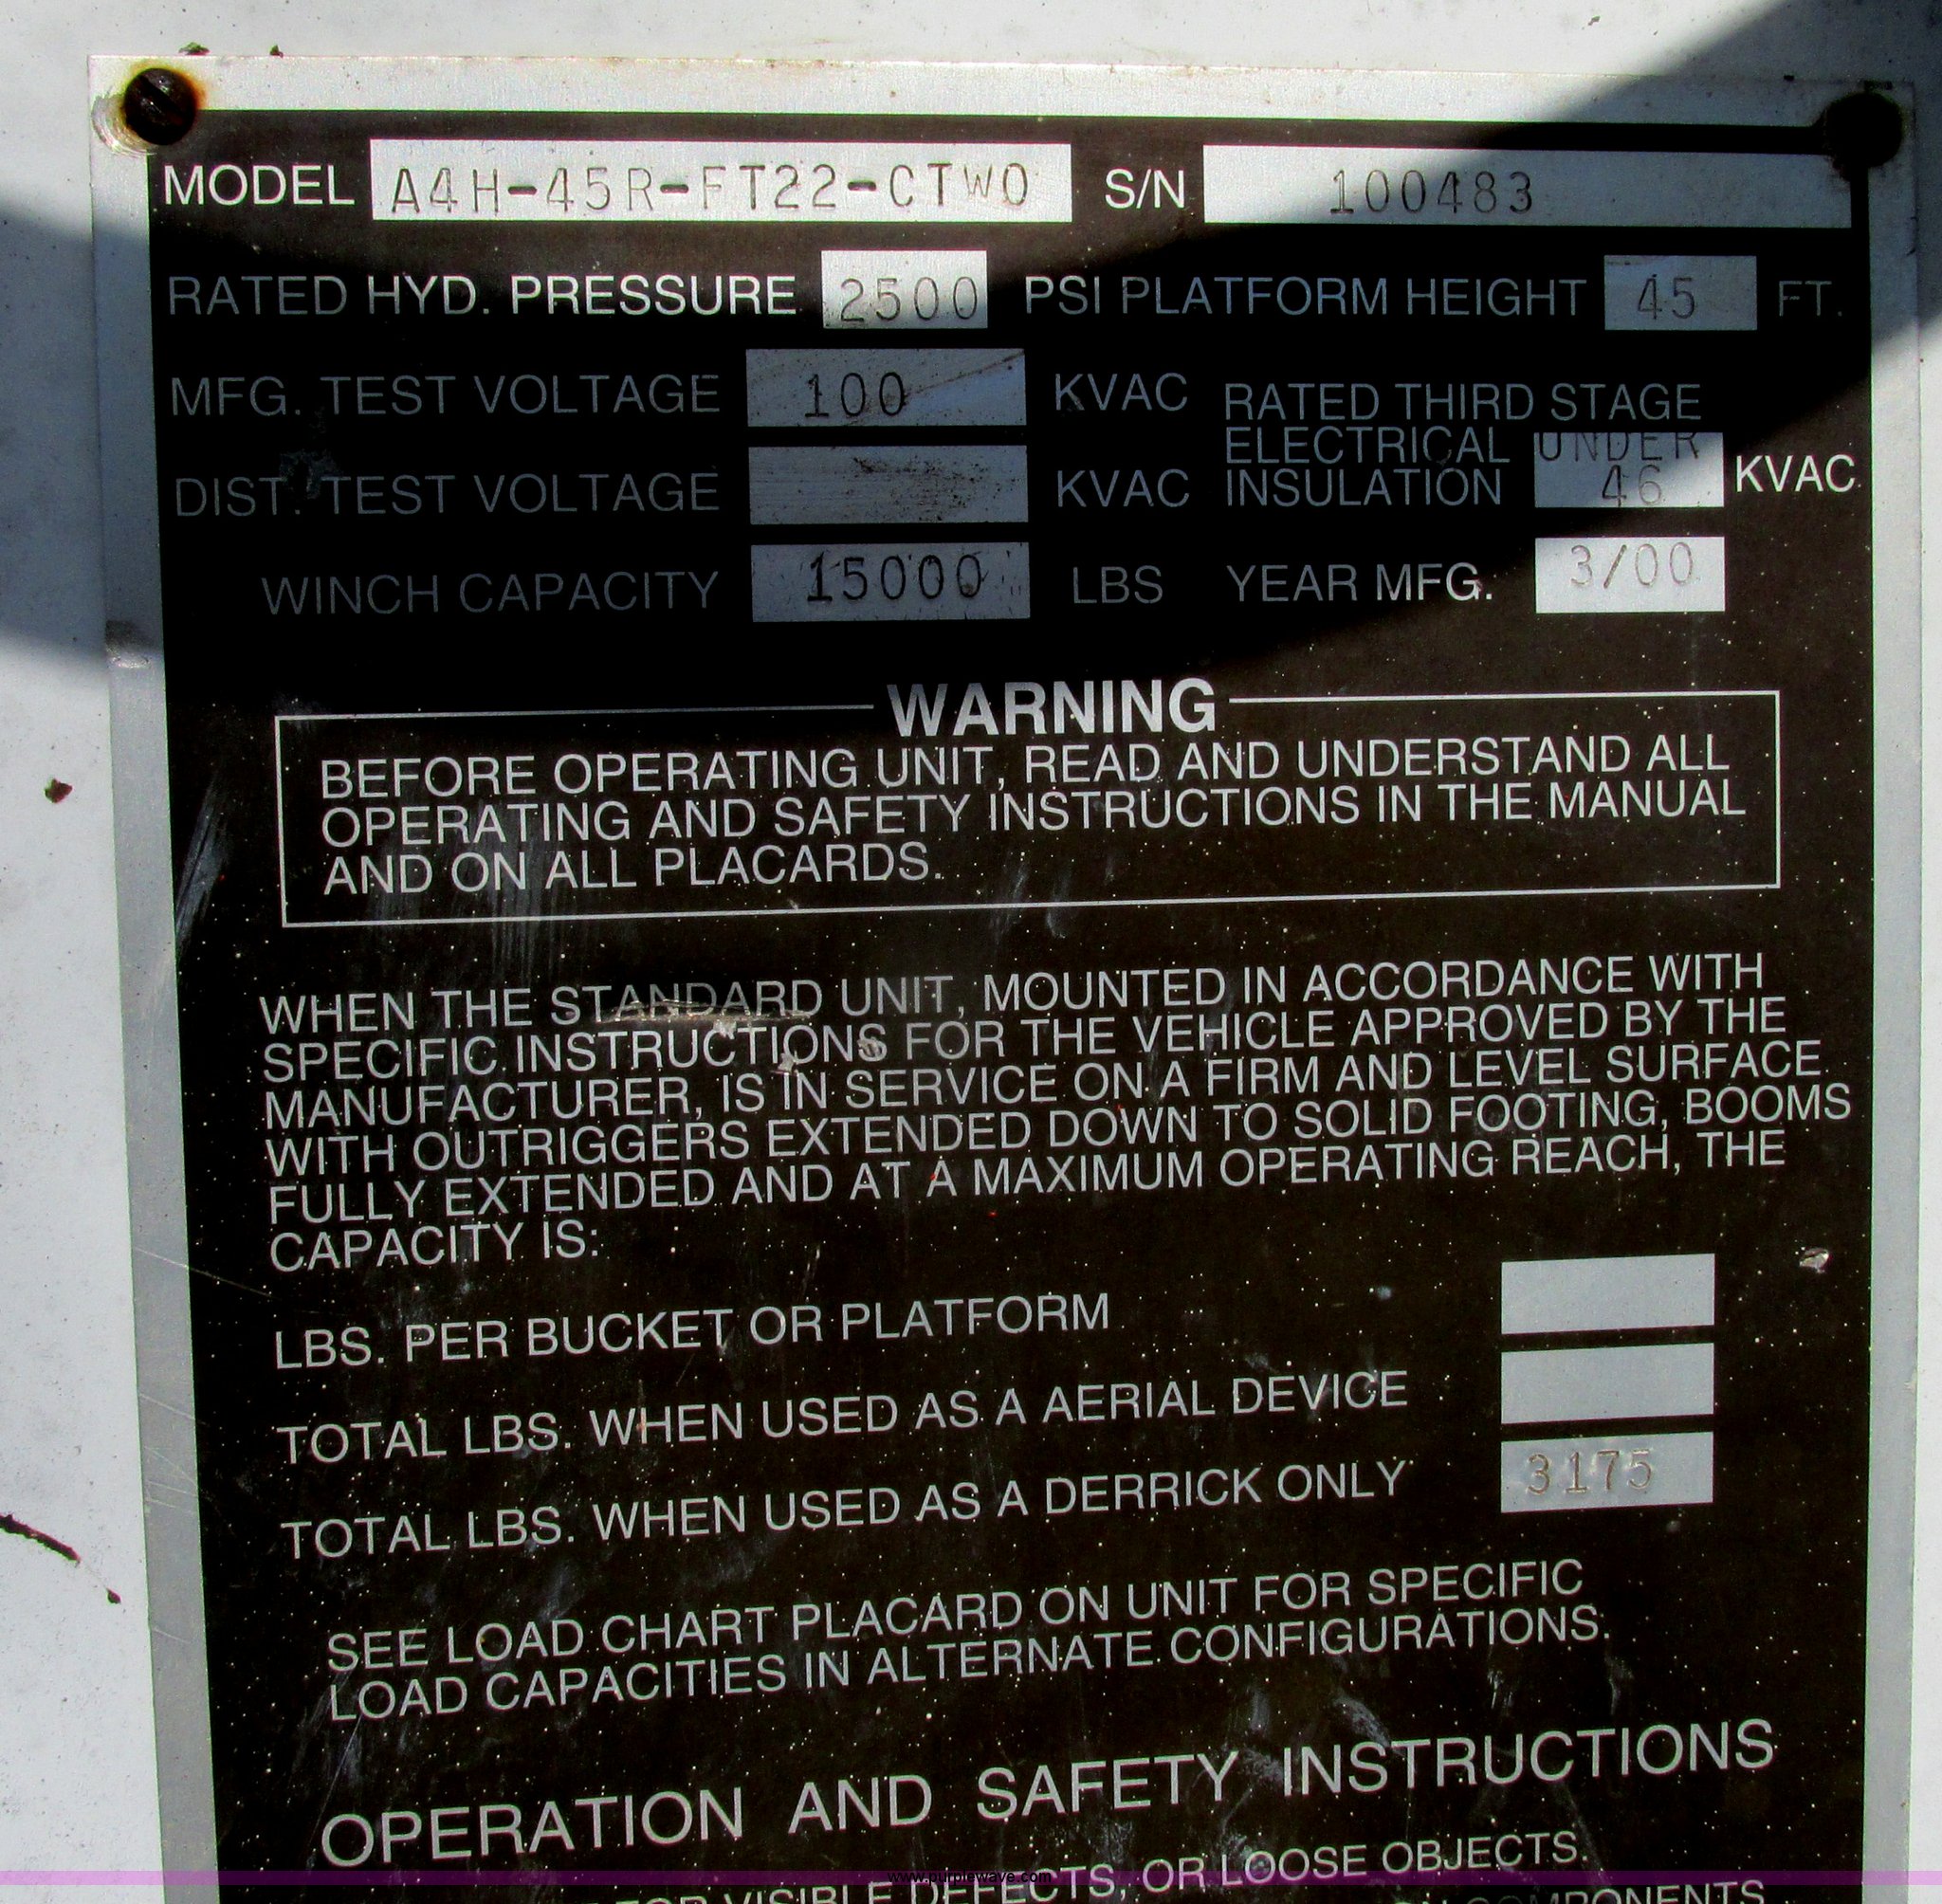 MODEL A4H-45R-FT22-CTWO S/N 100483
RATED HYD. PRESSURE 2500 PSI PLATFORM HEIGHT 45 FT.
MFG. TEST VOLTAGE 100 KVAC RATED THIRD STAGE
ELECTRICAL UNDER
DIST. TEST VOLTAGE KVAC INSULATION 46 KVAC
WINCH CAPACITY 15000 LBS YEAR MFG. 3/00
WARNING
BEFORE OPERATING UNIT, READ AND UNDERSTAND ALL
OPERATING AND SAFETY INSTRUCTIONS IN THE MANUAL
AND ON ALL PLACARDS.
WHEN THE STANDARD UNIT, MOUNTED IN ACCORDANCE WITH
SPECIFIC INSTRUCTIONS FOR THE VEHICLE APPROVED BY THE
MANUFACTURER, IS IN SERVICE ON A FIRM AND LEVEL SURFACE
WITH OUTRIGGERS EXTENDED DOWN TO SOLID FOOTING, BOOMS
FULLY EXTENDED AND AT A MAXIMUM OPERATING REACH, THE
CAPACITY IS:
LBS. PER BUCKET OR PLATFORM
TOTAL LBS. WHEN USED AS A AERIAL DEVICE
TOTAL LBS. WHEN USED AS A DERRICK ONLY 3175
SEE LOAD CHART PLACARD ON UNIT FOR SPECIFIC
LOAD CAPACITIES IN ALTERNATE CONFIGURATIONS.
OPERATION AND SAFETY INSTRUCTIONS
FOR VISIBLE DEFECTS, OR LOOSE OBJECTS.
COMPONENTS
www.purplewave.com